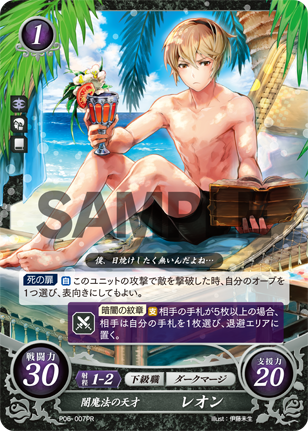 1
SAMPLE
僕、日焼けしたく無いんだよね…
死の扉 自 このユニットの攻撃で敵を撃破した時、自分のオーブを
1つ選び、表向きにしてもよい。
暗闇の紋章 支 相手の手札が5枚以上の場合、
相手は自分の手札を1枚選び、退避エリアに
置く。
戦闘力
30
射程 1-2 下級職 ダークマージ
支援力
20
闇魔法の天才 レオン
P06-007PR
Illust:伊藤未生